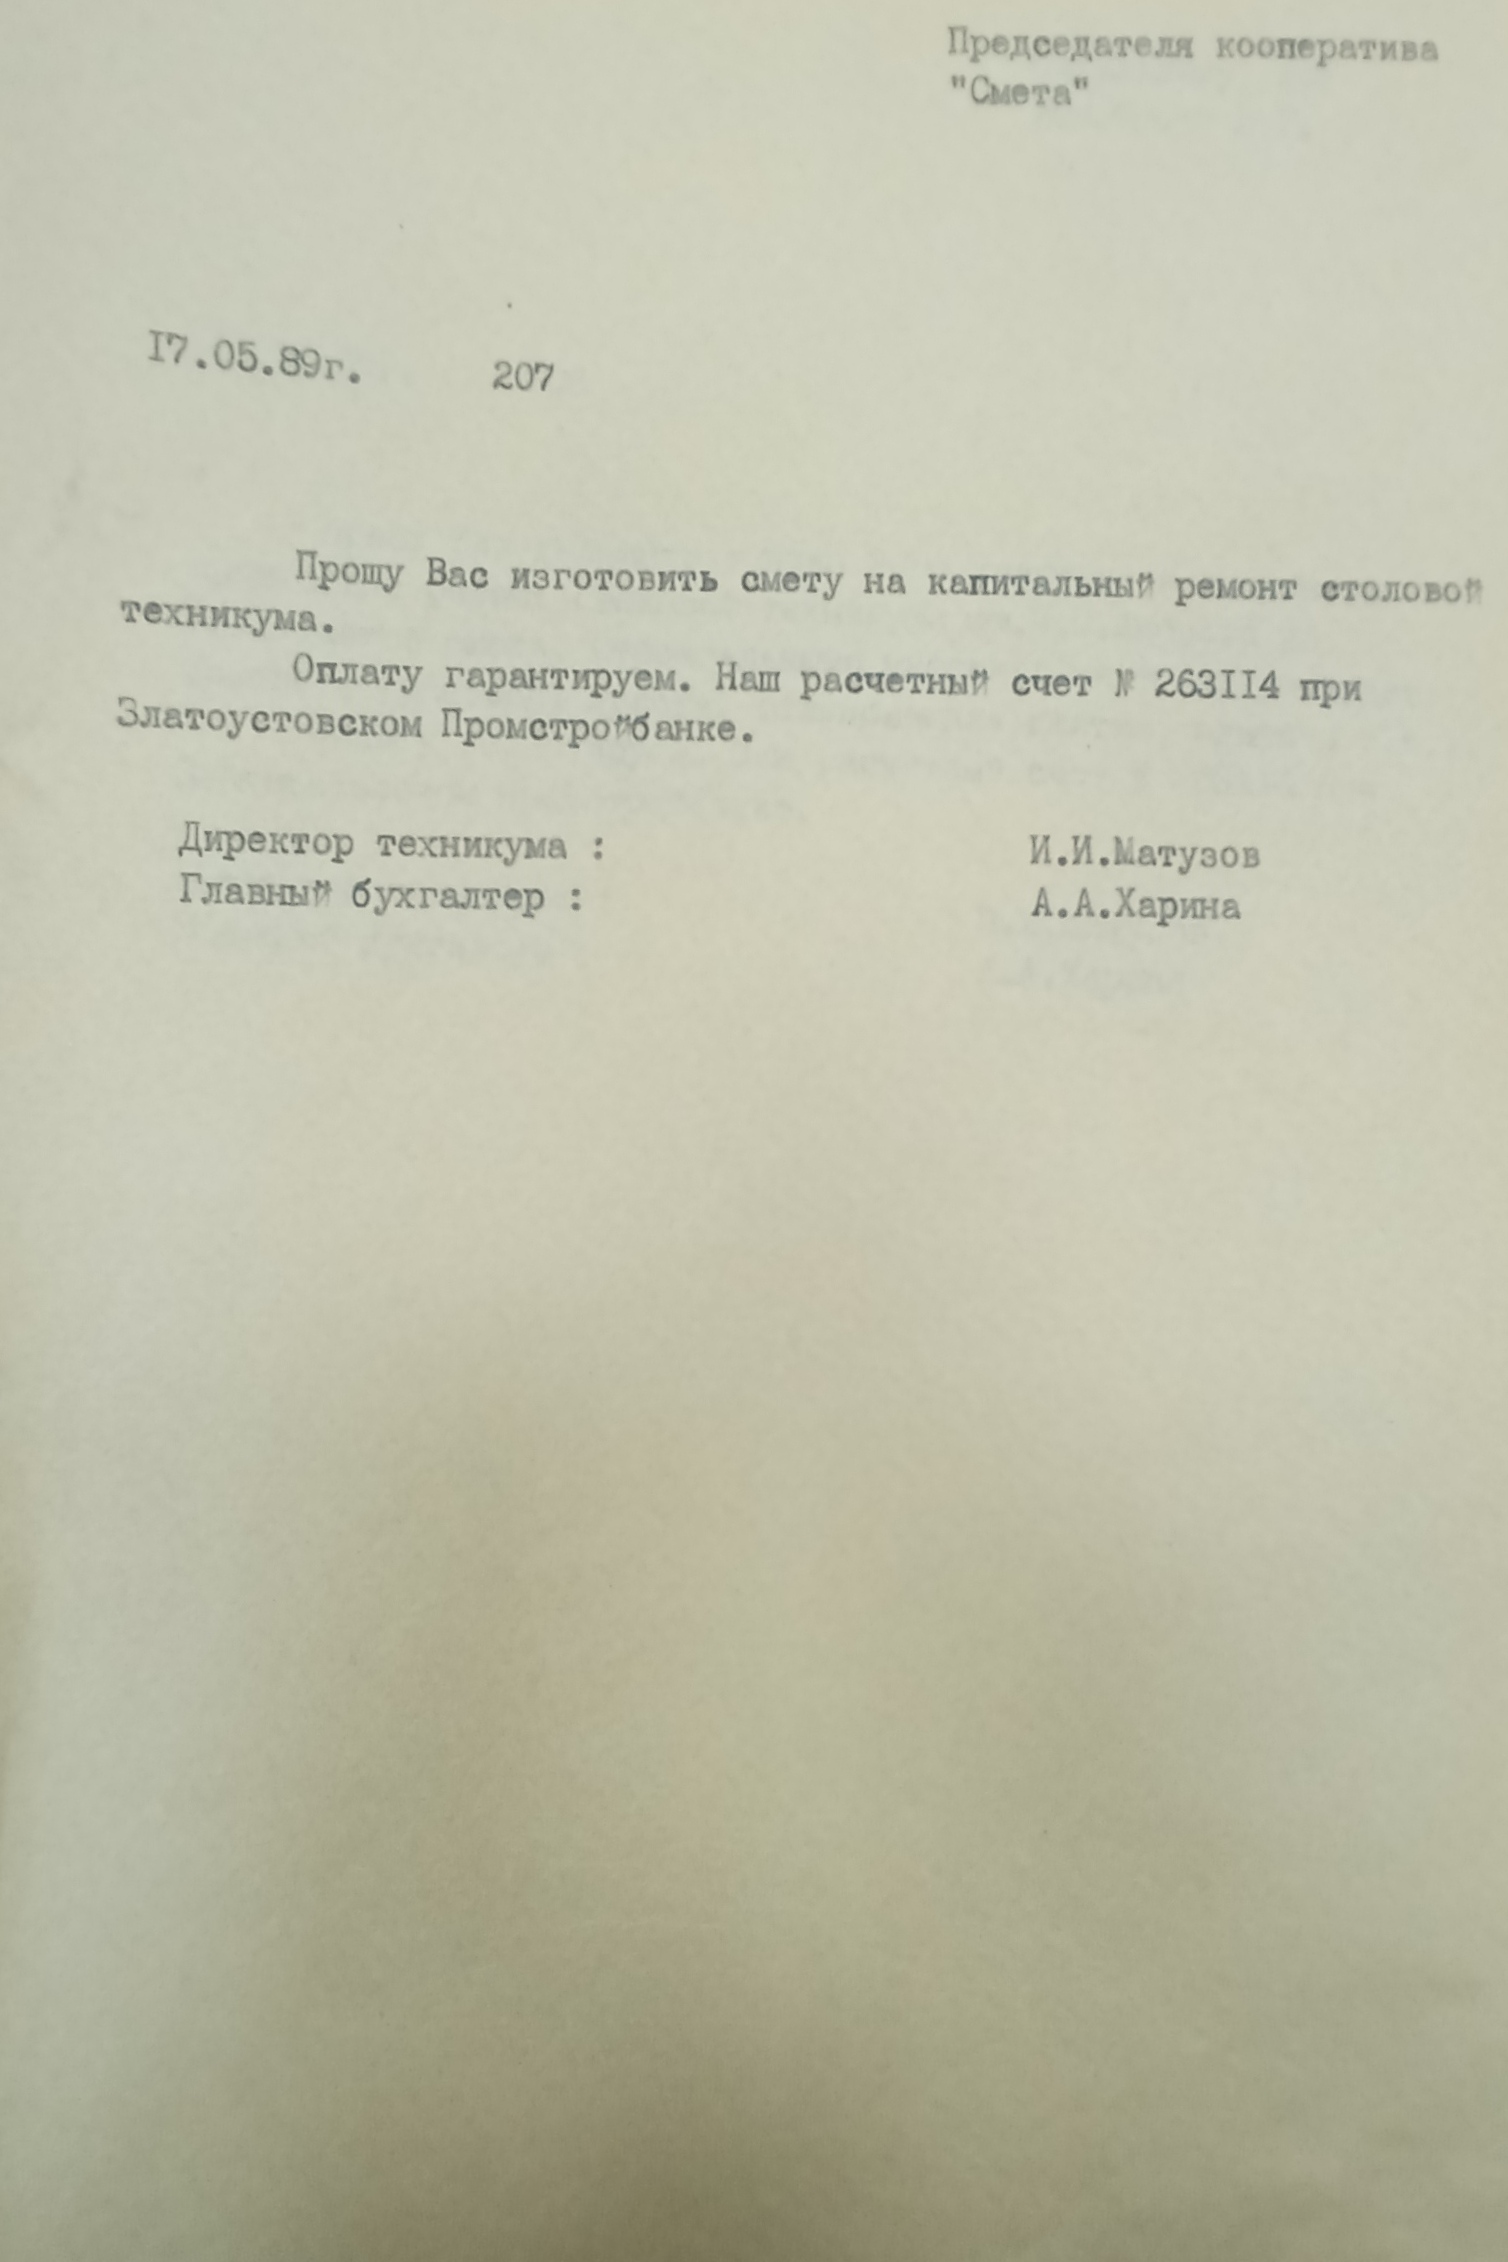 Председателя кооператива
"Смета"
I7.05.89г. 207
Прошу Вас изготовить смету на капитальный ремонт столовой
техникума.
Оплату гарантируем. Наш расчетный счет № 263II4 при
Златоустовском Промстройбанке.
Директор техникума : И.И.Матузов
Главный бухгалтер : А.А.Харина